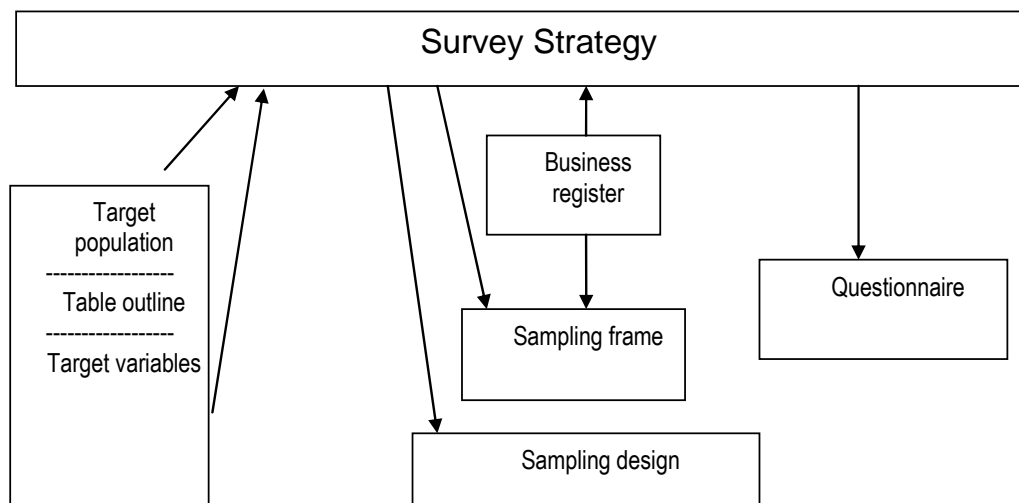 Survey Strategy
Business
register
Target
population
-------------------
Table outline
-------------------
Target variables
Questionnaire
Sampling frame
Sampling design